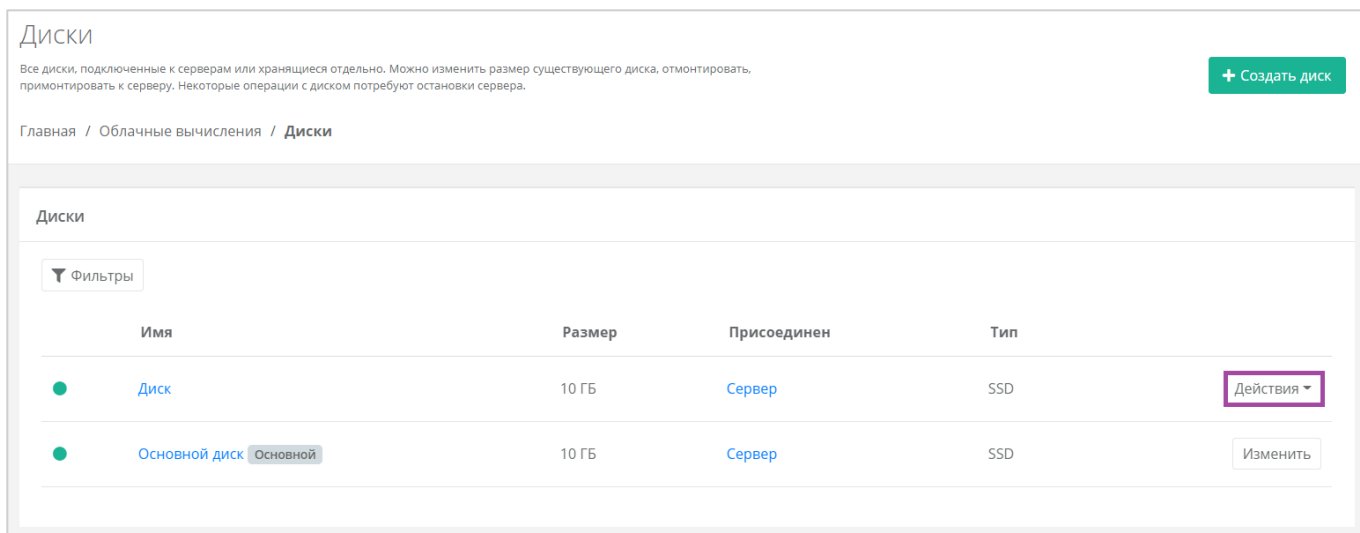 Диски
Все диски, подключенные к серверам или хранящиеся отдельно. Можно изменить размер существующего диска, отмонтировать,
примонтировать к серверу. Некоторые операции с диском потребуют остановки сервера.
+ Создать диск
Главная / Облачные вычисления / Диски
Диски
Фильтры
Имя Размер Присоединен Тип
Диск 10 ГБ Сервер SSD Действия
Основной диск Основной 10 ГБ Сервер SSD Изменить